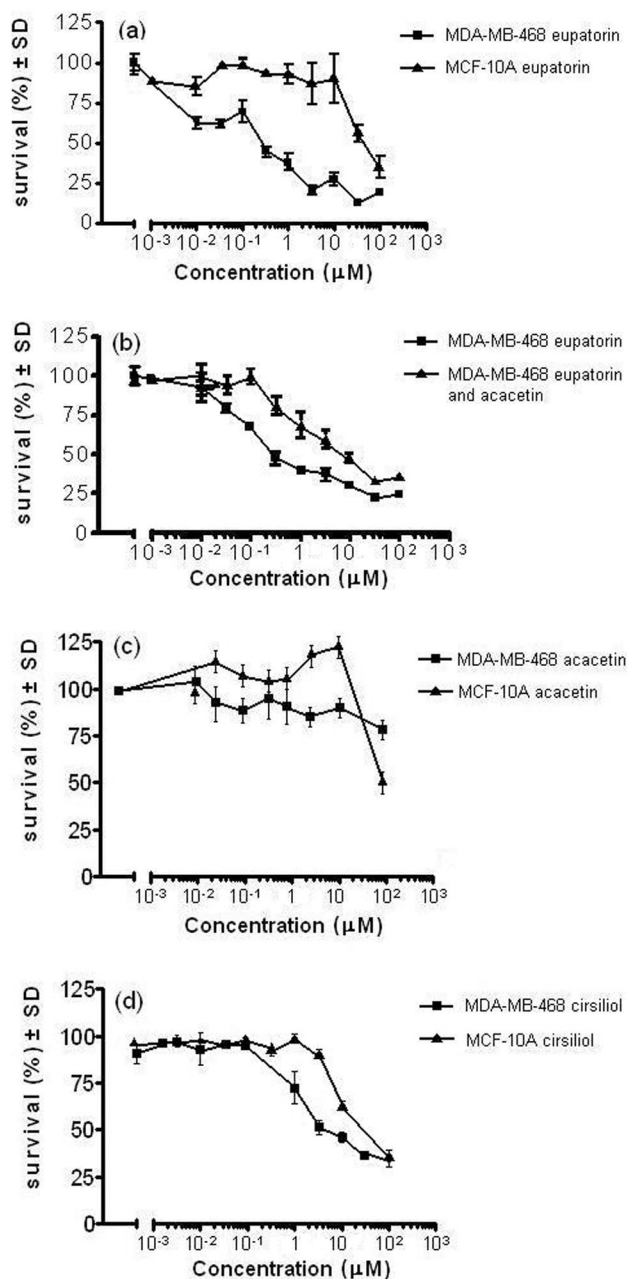 (a)
MDA-MB-468 eupatorin
MCF-10A eupatorin
survival (%) ± SD
125
100
75
50
25
0
10⁻³ 10⁻² 10⁻¹ 1 10¹ 10² 10³
Concentration (µM)
(b)
MDA-MB-468 eupatorin
MDA-MB-468 eupatorin
and acacetin
survival (%) ± SD
125
100
75
50
25
0
10⁻³ 10⁻² 10⁻¹ 1 10¹ 10² 10³
Concentration (µM)
(c)
MDA-MB-468 acacetin
MCF-10A acacetin
survival (%) ± SD
125
100
75
50
25
0
10⁻³ 10⁻² 10⁻¹ 1 10¹ 10² 10³
Concentration (µM)
(d)
MDA-MB-468 cirsiliol
MCF-10A cirsiliol
survival (%) ± SD
125
100
75
50
25
0
10⁻³ 10⁻² 10⁻¹ 1 10¹ 10² 10³
Concentration (µM)